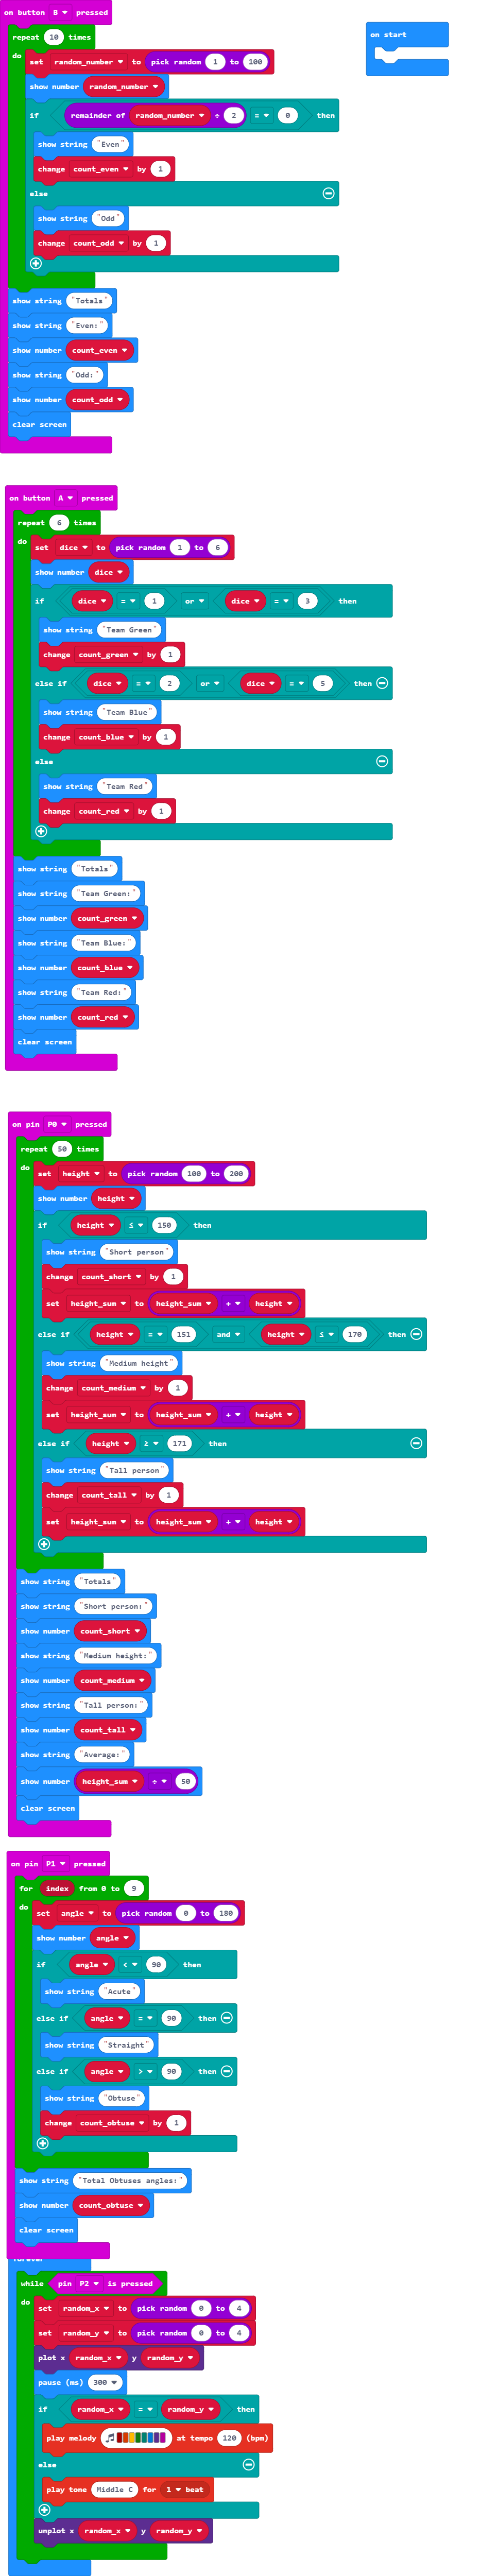 on button B pressed
on start
repeat 10 times
do set random_number to pick random 1 to 100
show number random_number
if remainder of random_number ÷ 2 = 0 then
show string "Even"
change count_even by 1
else
show string "Odd"
change count_odd by 1
show string "Totals"
show string "Even:"
show number count_even
show string "Odd:"
show number count_odd
clear screen
on button A pressed
repeat 6 times
do set dice to pick random 1 to 6
show number dice
if dice = 1 or dice = 3 then
show string "Team Green"
change count_green by 1
else if dice = 2 or dice = 5 then
show string "Team Blue"
change count_blue by 1
else
show string "Team Red"
change count_red by 1
show string "Totals"
show string "Team Green:"
show number count_green
show string "Team Blue:"
show number count_blue
show string "Team Red:"
show number count_red
clear screen
on pin P0 pressed
repeat 50 times
do set height to pick random 100 to 200
show number height
if height ≤ 150 then
show string "Short person"
change count_short by 1
set height_sum to height_sum + height
else if height = 151 and height ≤ 170 then
show string "Medium height"
change count_medium by 1
set height_sum to height_sum + height
else if height ≥ 171 then
show string "Tall person"
change count_tall by 1
set height_sum to height_sum + height
show string "Totals"
show string "Short person:"
show number count_short
show string "Medium height:"
show number count_medium
show string "Tall person:"
show number count_tall
show string "Average:"
show number height_sum ÷ 50
clear screen
on pin P1 pressed
for index from 0 to 9
do set angle to pick random 0 to 180
show number angle
if angle < 90 then
show string "Acute"
else if angle = 90 then
show string "Straight"
else if angle > 90 then
show string "Obtuse"
change count_obtuse by 1
show string "Total Obtuses angles:"
show number count_obtuse
clear screen
forever
while pin P2 is pressed
do set random_x to pick random 0 to 4
set random_y to pick random 0 to 4
plot x random_x y random_y
pause (ms) 300
if random_x = random_y then
play melody at tempo 120 (bpm)
else
play tone Middle C for 1 beat
unplot x random_x y random_y